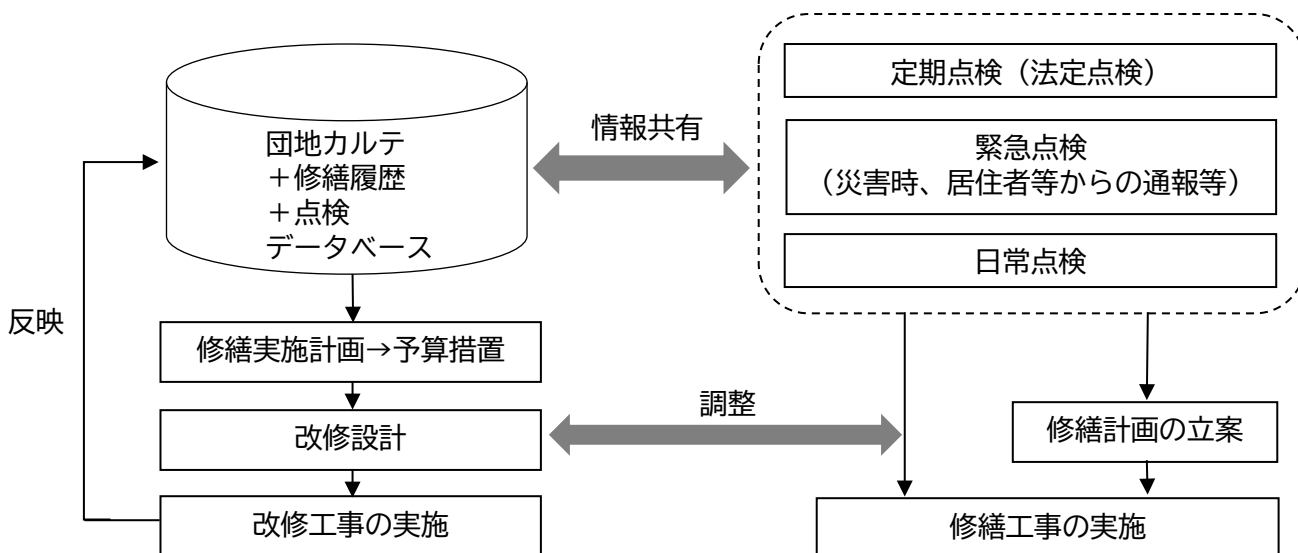 団地カルテ
＋修繕履歴
＋点検
データベース
情報共有
定期点検（法定点検）
緊急点検
（災害時、居住者等からの通報等）
日常点検
反映
修繕実施計画→予算措置
改修設計
調整
修繕計画の立案
改修工事の実施
修繕工事の実施